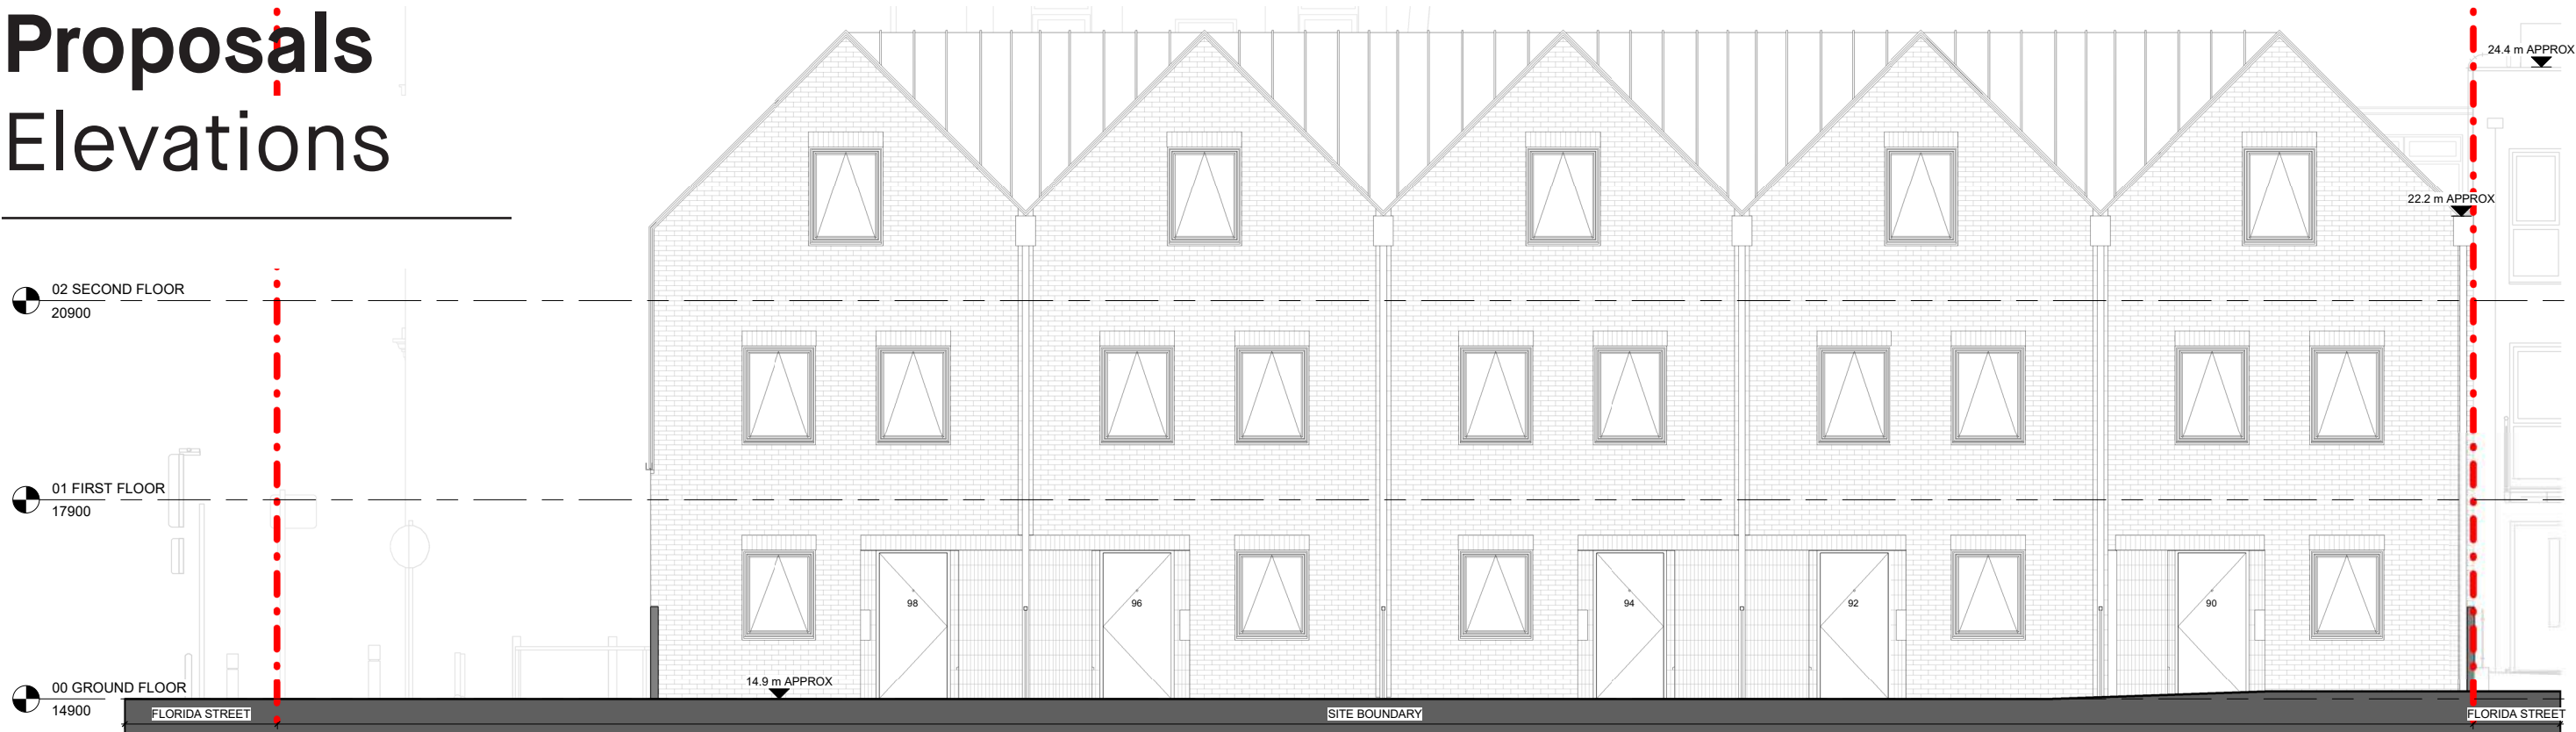 Proposals
Elevations
24.4 m APPROX
22.2 m APPROX
02 SECOND FLOOR
20900
01 FIRST FLOOR
17900
98
96
94
92
90
14.9 m APPROX
00 GROUND FLOOR
14900
FLORIDA STREET
SITE BOUNDARY
FLORIDA STREET